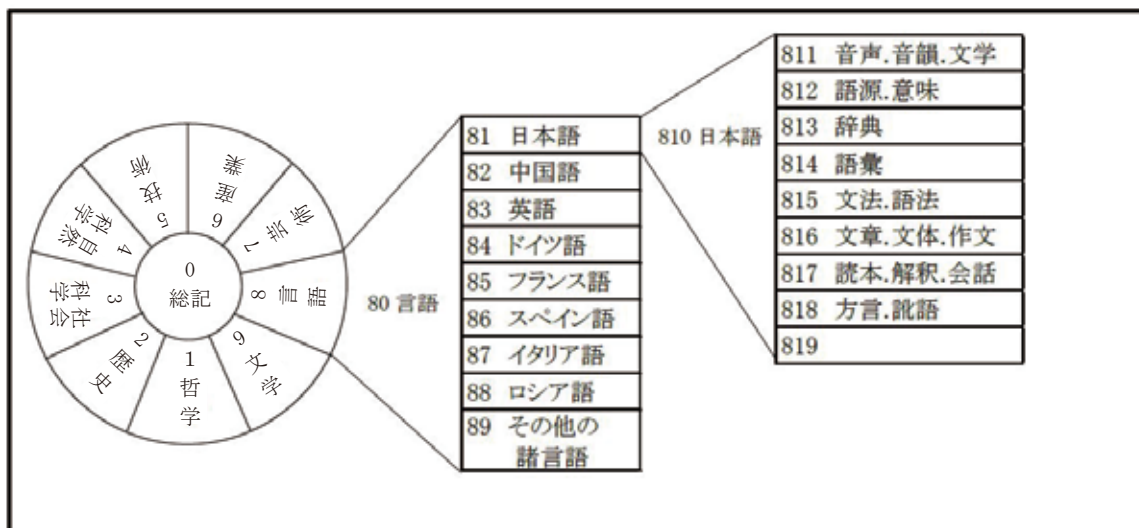 0
総記
1
哲学
2
歴史
3
社会
科学
4
自然
科学
5
技術
6
産業
7
芸術
8
言語
9
文学
80 言語
81 日本語
82 中国語
83 英語
84 ドイツ語
85 フランス語
86 スペイン語
87 イタリア語
88 ロシア語
89 その他の
諸言語
810 日本語
811 音声.音韻.文学
812 語源.意味
813 辞典
814 語彙
815 文法.語法
816 文章.文体.作文
817 読本.解釈.会話
818 方言.訛語
819